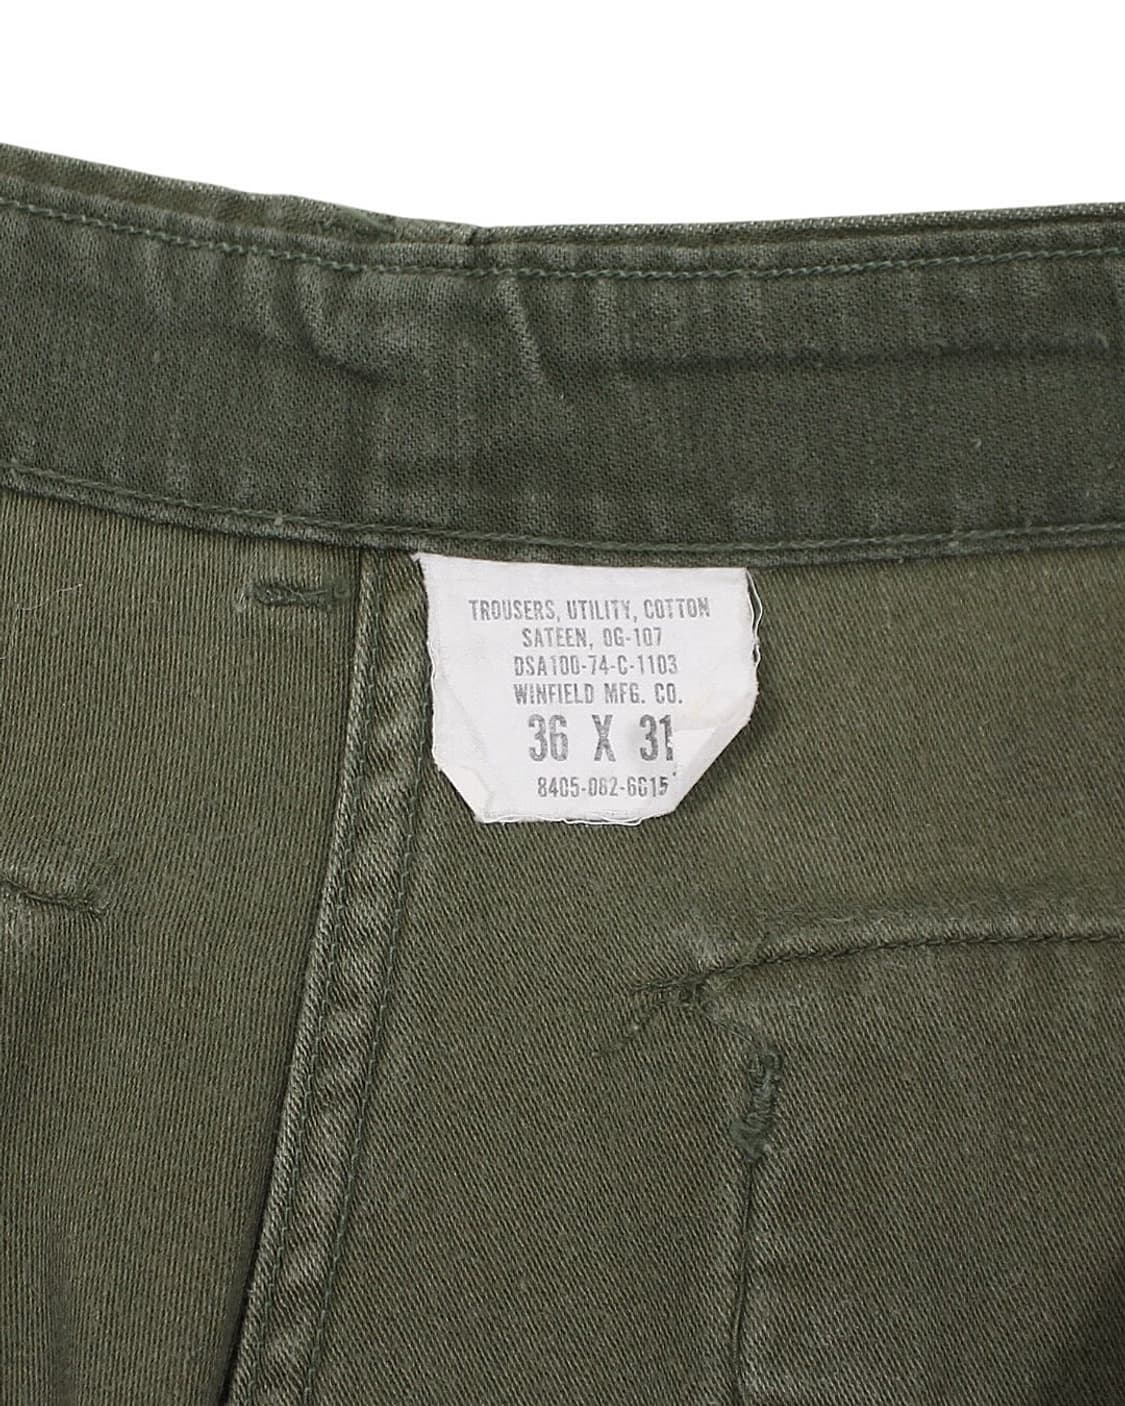 TROUSERS, UTILITY, COTTON
SATEEN, OG-107
DSA100-74-C-1103
WINFIELD MFG. CO.
36 X 31
8405-082-6615